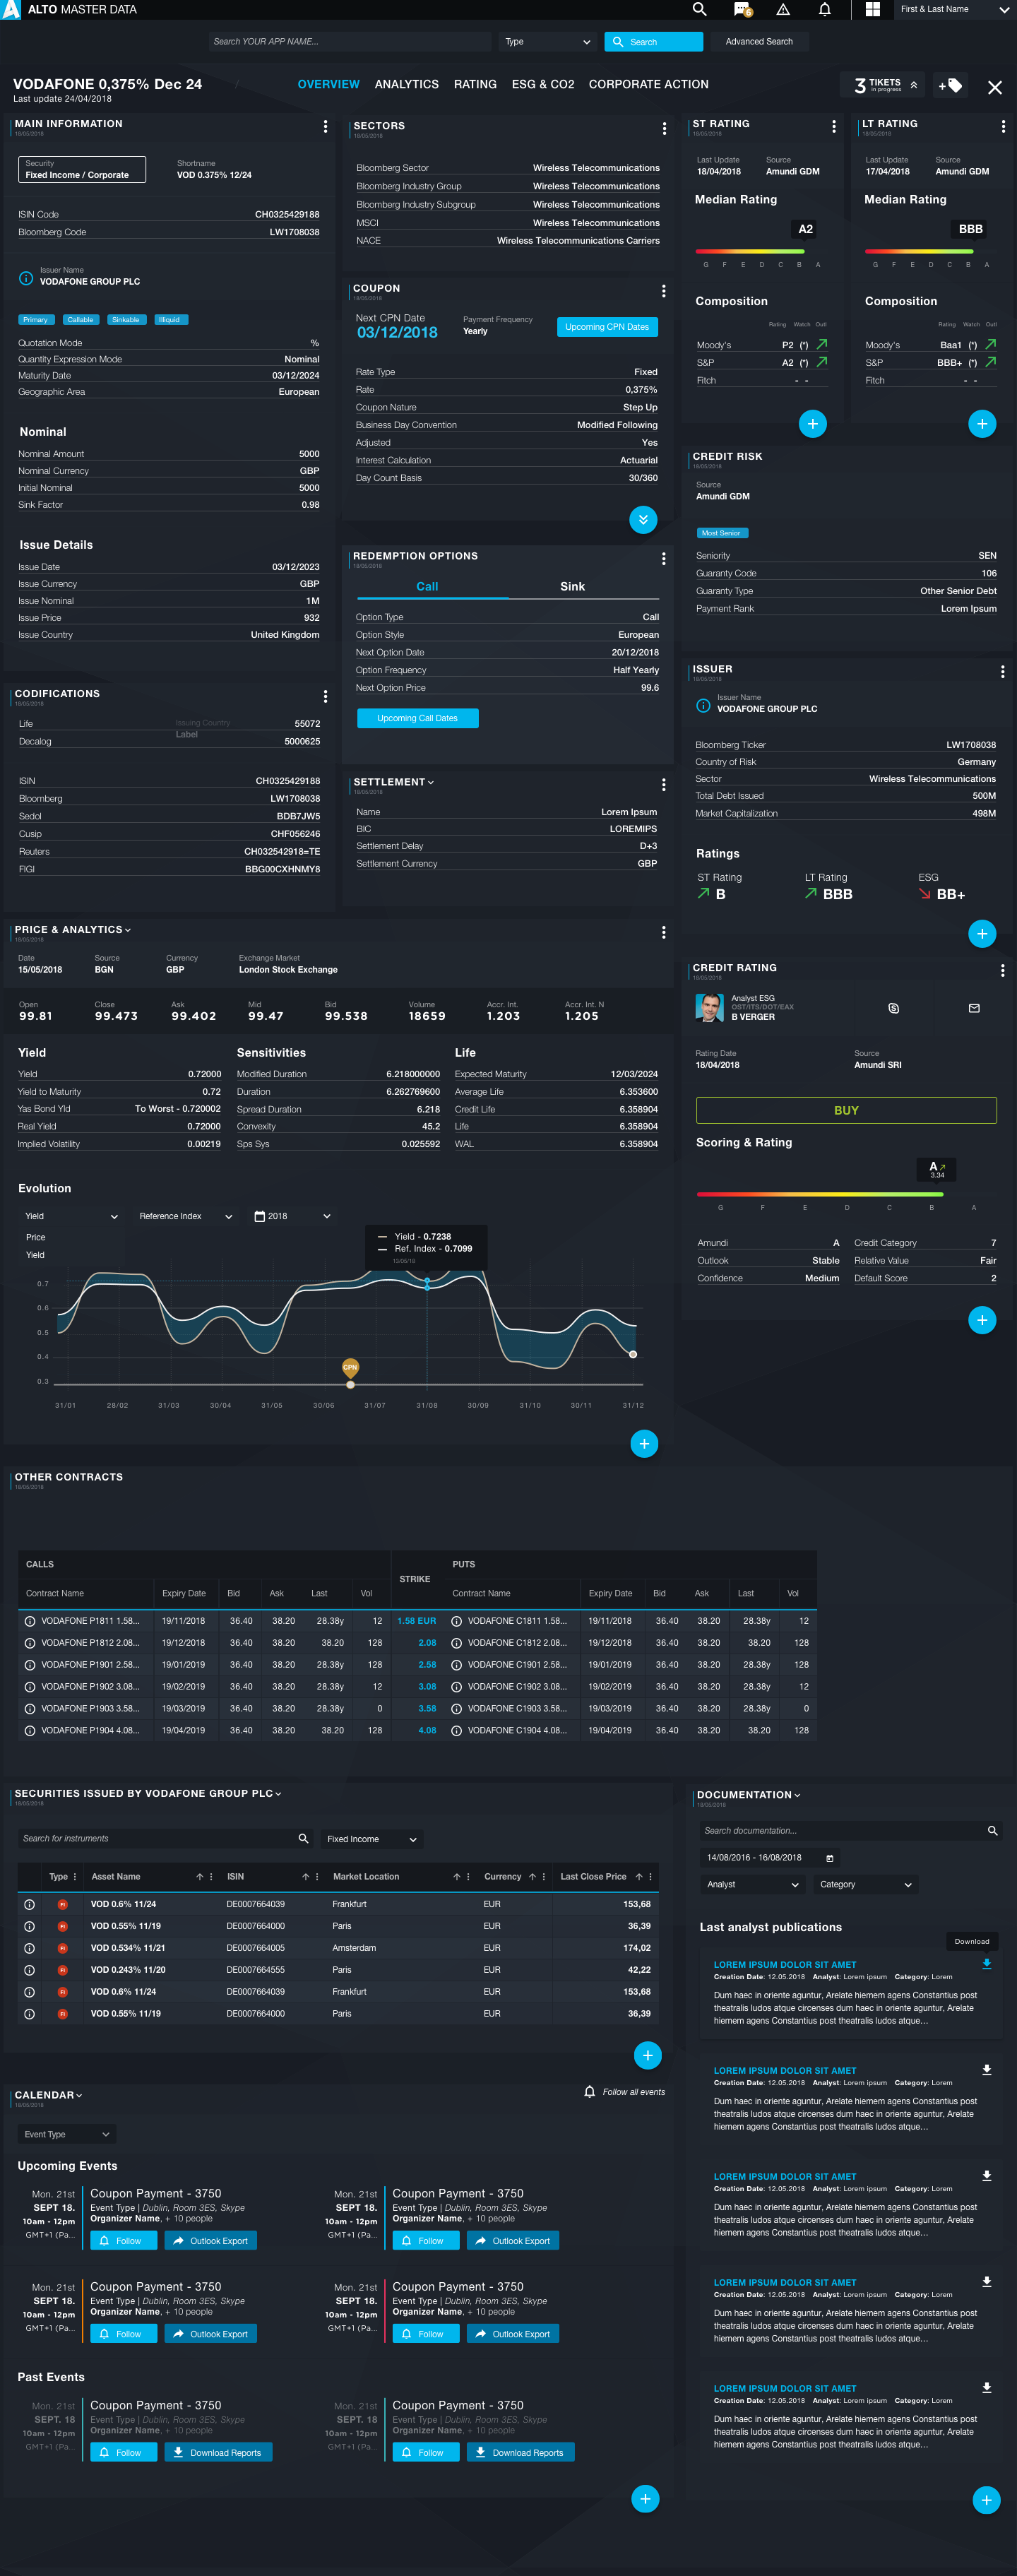 ALTO MASTER DATA
6
First & Last Name
Search YOUR APP NAME...
Type
Search
Advanced Search
VODAFONE 0,375% Dec 24
Last update 24/04/2018
/
OVERVIEW ANALYTICS RATING ESG & CO2 CORPORATE ACTION
3 TIKETS
in progress
+
MAIN INFORMATION
18/05/2018
Security
Fixed Income / Corporate
Shortname
VOD 0.375% 12/24
ISIN Code CH0325429188
Bloomberg Code LW1708038
Issuer Name
VODAFONE GROUP PLC
Primary Callable Sinkable Illiquid
Quotation Mode %
Quantity Expression Mode Nominal
Maturity Date 03/12/2024
Geographic Area European
Nominal
Nominal Amount 5000
Nominal Currency GBP
Initial Nominal 5000
Sink Factor 0.98
Issue Details
Issue Date 03/12/2023
Issue Currency GBP
Issue Nominal 1M
Issue Price 932
Issue Country United Kingdom
CODIFICATIONS
18/05/2018
Life 55072
Issuing Country
Label
Decalog 5000625
ISIN CH0325429188
Bloomberg LW1708038
Sedol BDB7JW5
Cusip CHF056246
Reuters CH032542918=TE
FIGI BBG00CXHNMY8
SECTORS
18/05/2018
Bloomberg Sector Wireless Telecommunications
Bloomberg Industry Group Wireless Telecommunications
Bloomberg Industry Subgroup Wireless Telecommunications
MSCI Wireless Telecommunications
NACE Wireless Telecommunications Carriers
COUPON
18/05/2018
Next CPN Date
03/12/2018
Payment Frequency
Yearly
Upcoming CPN Dates
Rate Type Fixed
Rate 0,375%
Coupon Nature Step Up
Business Day Convention Modified Following
Adjusted Yes
Interest Calculation Actuarial
Day Count Basis 30/360
REDEMPTION OPTIONS
18/05/2018
Call Sink
Option Type Call
Option Style European
Next Option Date 20/12/2018
Option Frequency Half Yearly
Next Option Price 99.6
Upcoming Call Dates
SETTLEMENT
18/05/2018
Name Lorem Ipsum
BIC LOREMIPS
Settlement Delay D+3
Settlement Currency GBP
ST RATING
18/05/2018
Last Update
18/04/2018
Source
Amundi GDM
Median Rating
A2
G F E D C B A
Composition
Rating Watch Outl
Moody's P2 (*)
S&P A2 (*)
Fitch - -
LT RATING
18/05/2018
Last Update
17/04/2018
Source
Amundi GDM
Median Rating
BBB
G F E D C B A
Composition
Rating Watch Outl
Moody's Baa1 (*)
S&P BBB+ (*)
Fitch - -
CREDIT RISK
18/05/2018
Source
Amundi GDM
Most Senior
Seniority SEN
Guaranty Code 106
Guaranty Type Other Senior Debt
Payment Rank Lorem Ipsum
ISSUER
18/05/2018
Issuer Name
VODAFONE GROUP PLC
Bloomberg Ticker LW1708038
Country of Risk Germany
Sector Wireless Telecommunications
Total Debt Issued 500M
Market Capitalization 498M
Ratings
ST Rating
B
LT Rating
BBB
ESG
BB+
PRICE & ANALYTICS
18/05/2018
Date Source Currency Exchange Market
15/05/2018 BGN GBP London Stock Exchange
Open Close Ask Mid Bid Volume Accr. Int. Accr. Int. N
99.81 99.473 99.402 99.47 99.538 18659 1.203 1.205
Yield
Yield 0.72000
Yield to Maturity 0.72
Yas Bond Yld To Worst - 0.720002
Real Yield 0.72000
Implied Volatility 0.00219
Sensitivities
Modified Duration 6.218000000
Duration 6.262769600
Spread Duration 6.218
Convexity 45.2
Sps Sys 0.025592
Life
Expected Maturity 12/03/2024
Average Life 6.353600
Credit Life 6.358904
Life 6.358904
WAL 6.358904
Evolution
Yield
Reference Index
2018
Price
Yield
Yield - 0.7238
Ref. Index - 0.7099
0.7
0.6
0.5
0.4
0.3
CPN
31/01 28/02 31/03 30/04 31/05 30/06 31/07 31/08 30/09 31/10 30/11 31/12
CREDIT RATING
18/05/2018
Analyst ESG
OST/ITS/DOT/EAX
B VERGER
Rating Date
18/04/2018
Source
Amundi SRI
BUY
Scoring & Rating
A
3.34
G F E D C B A
Amundi A
Outlook Stable
Confidence Medium
Credit Category 7
Relative Value Fair
Default Score 2
OTHER CONTRACTS
18/05/2018
CALLS STRIKE PUTS
Contract Name Expiry Date Bid Ask Last Vol Contract Name Expiry Date Bid Ask Last Vol
VODAFONE P1811 1.58... 19/11/2018 36.40 38.20 28.38y 12 1.58 EUR VODAFONE C1811 1.58... 19/11/2018 36.40 38.20 28.38y 12
VODAFONE P1812 2.08... 19/12/2018 36.40 38.20 38.20 128 2.08 VODAFONE C1812 2.08... 19/12/2018 36.40 38.20 38.20 128
VODAFONE P1901 2.58... 19/01/2019 36.40 38.20 28.38y 128 2.58 VODAFONE C1901 2.58... 19/01/2019 36.40 38.20 28.38y 128
VODAFONE P1902 3.08... 19/02/2019 36.40 38.20 28.38y 12 3.08 VODAFONE C1902 3.08... 19/02/2019 36.40 38.20 28.38y 12
VODAFONE P1903 3.58... 19/03/2019 36.40 38.20 28.38y 0 3.58 VODAFONE C1903 3.58... 19/03/2019 36.40 38.20 28.38y 0
VODAFONE P1904 4.08... 19/04/2019 36.40 38.20 38.20 128 4.08 VODAFONE C1904 4.08... 19/04/2019 36.40 38.20 38.20 128
SECURITIES ISSUED BY VODAFONE GROUP PLC
18/05/2018
Search for instruments
Fixed Income
Type Asset Name ISIN Market Location Currency Last Close Price
FI VOD 0.6% 11/24 DE0007664039 Frankfurt EUR 153,68
FI VOD 0.55% 11/19 DE0007664000 Paris EUR 36,39
FI VOD 0.534% 11/21 DE0007664005 Amsterdam EUR 174,02
FI VOD 0.243% 11/20 DE0007664555 Paris EUR 42,22
FI VOD 0.6% 11/24 DE0007664039 Frankfurt EUR 153,68
FI VOD 0.55% 11/19 DE0007664000 Paris EUR 36,39
CALENDAR
18/05/2018
Follow all events
Event Type
Upcoming Events
Mon. 21st
SEPT 18.
10am - 12pm
GMT+1 (Pa...
Coupon Payment - 3750
Event Type | Dublin, Room 3ES, Skype
Organizer Name, + 10 people
Follow Outlook Export
Mon. 21st
SEPT 18.
10am - 12pm
GMT+1 (Pa...
Coupon Payment - 3750
Event Type | Dublin, Room 3ES, Skype
Organizer Name, + 10 people
Follow Outlook Export
Mon. 21st
SEPT 18.
10am - 12pm
GMT+1 (Pa...
Coupon Payment - 3750
Event Type | Dublin, Room 3ES, Skype
Organizer Name, + 10 people
Follow Outlook Export
Mon. 21st
SEPT 18.
10am - 12pm
GMT+1 (Pa...
Coupon Payment - 3750
Event Type | Dublin, Room 3ES, Skype
Organizer Name, + 10 people
Follow Outlook Export
Past Events
Mon. 21st
SEPT. 18
10am - 12pm
GMT+1 (Pa...
Coupon Payment - 3750
Event Type | Dublin, Room 3ES, Skype
Organizer Name, + 10 people
Follow Download Reports
Mon. 21st
SEPT. 18
10am - 12pm
GMT+1 (Pa...
Coupon Payment - 3750
Event Type | Dublin, Room 3ES, Skype
Organizer Name, + 10 people
Follow Download Reports
DOCUMENTATION
18/05/2018
Search documentation...
14/08/2016 - 16/08/2018
Analyst
Category
Last analyst publications
Download
LOREM IPSUM DOLOR SIT AMET
Creation Date: 12.05.2018 Analyst: Lorem ipsum Category: Lorem
Dum haec in oriente aguntur, Arelate hiemem agens Constantius post
theatralis ludos atque circenses dum haec in oriente aguntur, Arelate
hiemem agens Constantius post theatralis ludos atque...
LOREM IPSUM DOLOR SIT AMET
Creation Date: 12.05.2018 Analyst: Lorem ipsum Category: Lorem
Dum haec in oriente aguntur, Arelate hiemem agens Constantius post
theatralis ludos atque circenses dum haec in oriente aguntur, Arelate
hiemem agens Constantius post theatralis ludos atque...
LOREM IPSUM DOLOR SIT AMET
Creation Date: 12.05.2018 Analyst: Lorem ipsum Category: Lorem
Dum haec in oriente aguntur, Arelate hiemem agens Constantius post
theatralis ludos atque circenses dum haec in oriente aguntur, Arelate
hiemem agens Constantius post theatralis ludos atque...
LOREM IPSUM DOLOR SIT AMET
Creation Date: 12.05.2018 Analyst: Lorem ipsum Category: Lorem
Dum haec in oriente aguntur, Arelate hiemem agens Constantius post
theatralis ludos atque circenses dum haec in oriente aguntur, Arelate
hiemem agens Constantius post theatralis ludos atque...
LOREM IPSUM DOLOR SIT AMET
Creation Date: 12.05.2018 Analyst: Lorem ipsum Category: Lorem
Dum haec in oriente aguntur, Arelate hiemem agens Constantius post
theatralis ludos atque circenses dum haec in oriente aguntur, Arelate
hiemem agens Constantius post theatralis ludos atque...